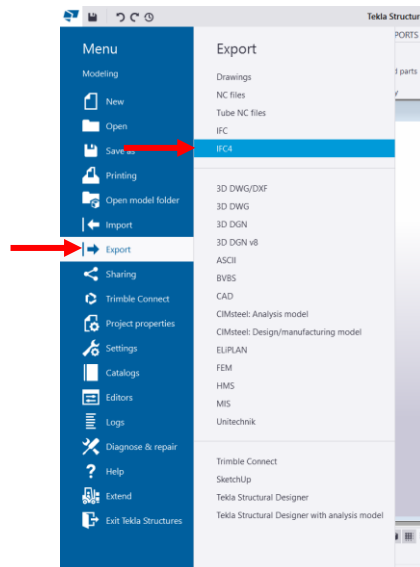 Tekla Structur
PORTS
Menu
Modeling
New
Open
Save as
Printing
Open model folder
Import
Export
Sharing
Trimble Connect
Project properties
Settings
Catalogs
Editors
Logs
Diagnose & repair
Help
Extend
Exit Tekla Structures
Export
Drawings
NC files
Tube NC files
IFC
IFC4
3D DWG/DXF
3D DWG
3D DGN
3D DGN v8
ASCII
BVBS
CAD
CIMsteel: Analysis model
CIMsteel: Design/manufacturing model
ELiPLAN
FEM
HMS
MIS
Unitechnik
Trimble Connect
SketchUp
Tekla Structural Designer
Tekla Structural Designer with analysis model
parts